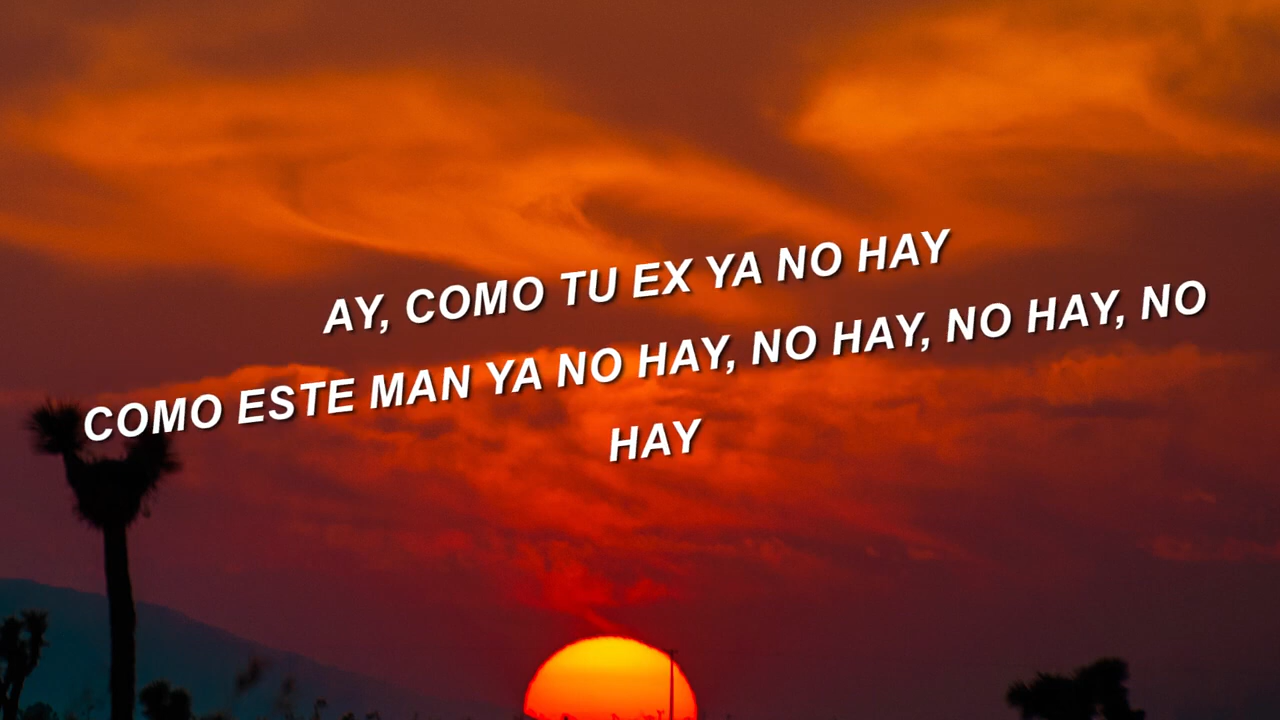 AY, COMO TU EX YA NO HAY
COMO ESTE MAN YA NO HAY, NO HAY, NO HAY, NO
HAY